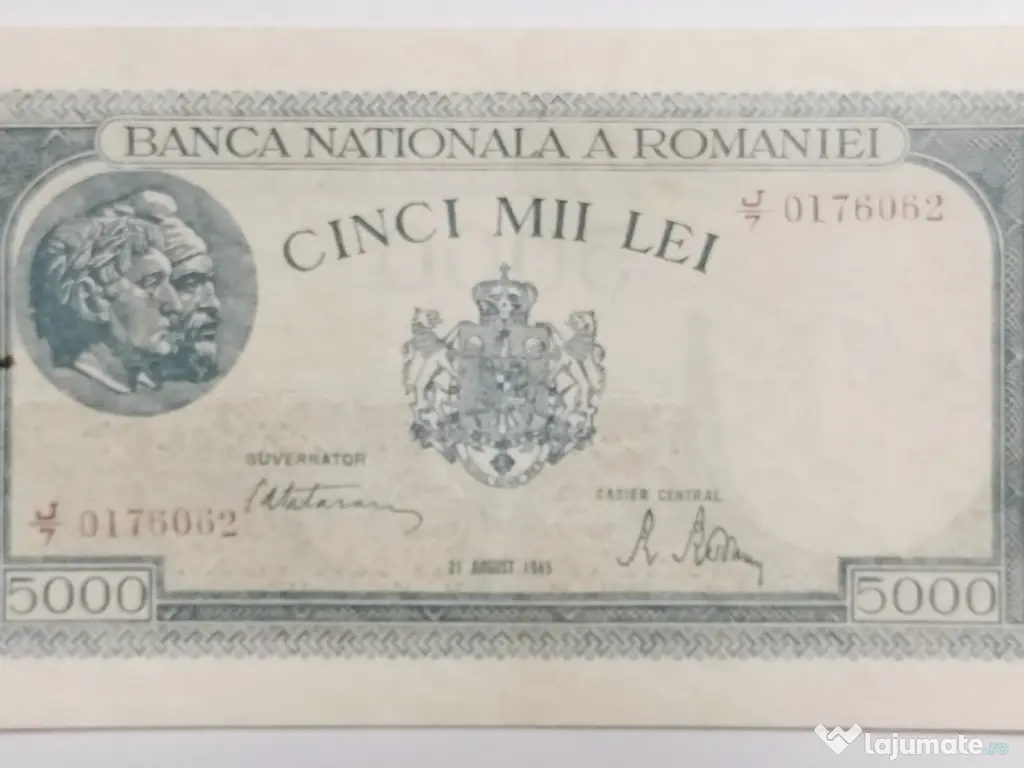 BANCA NATIONALA A ROMANIEI
CINCI MII LEI
J/7 0176062
GUVERNATOR
CASIER CENTRAL
J/7 0176062
21 AUGUST 1945
5000
5000
lajumate.ro